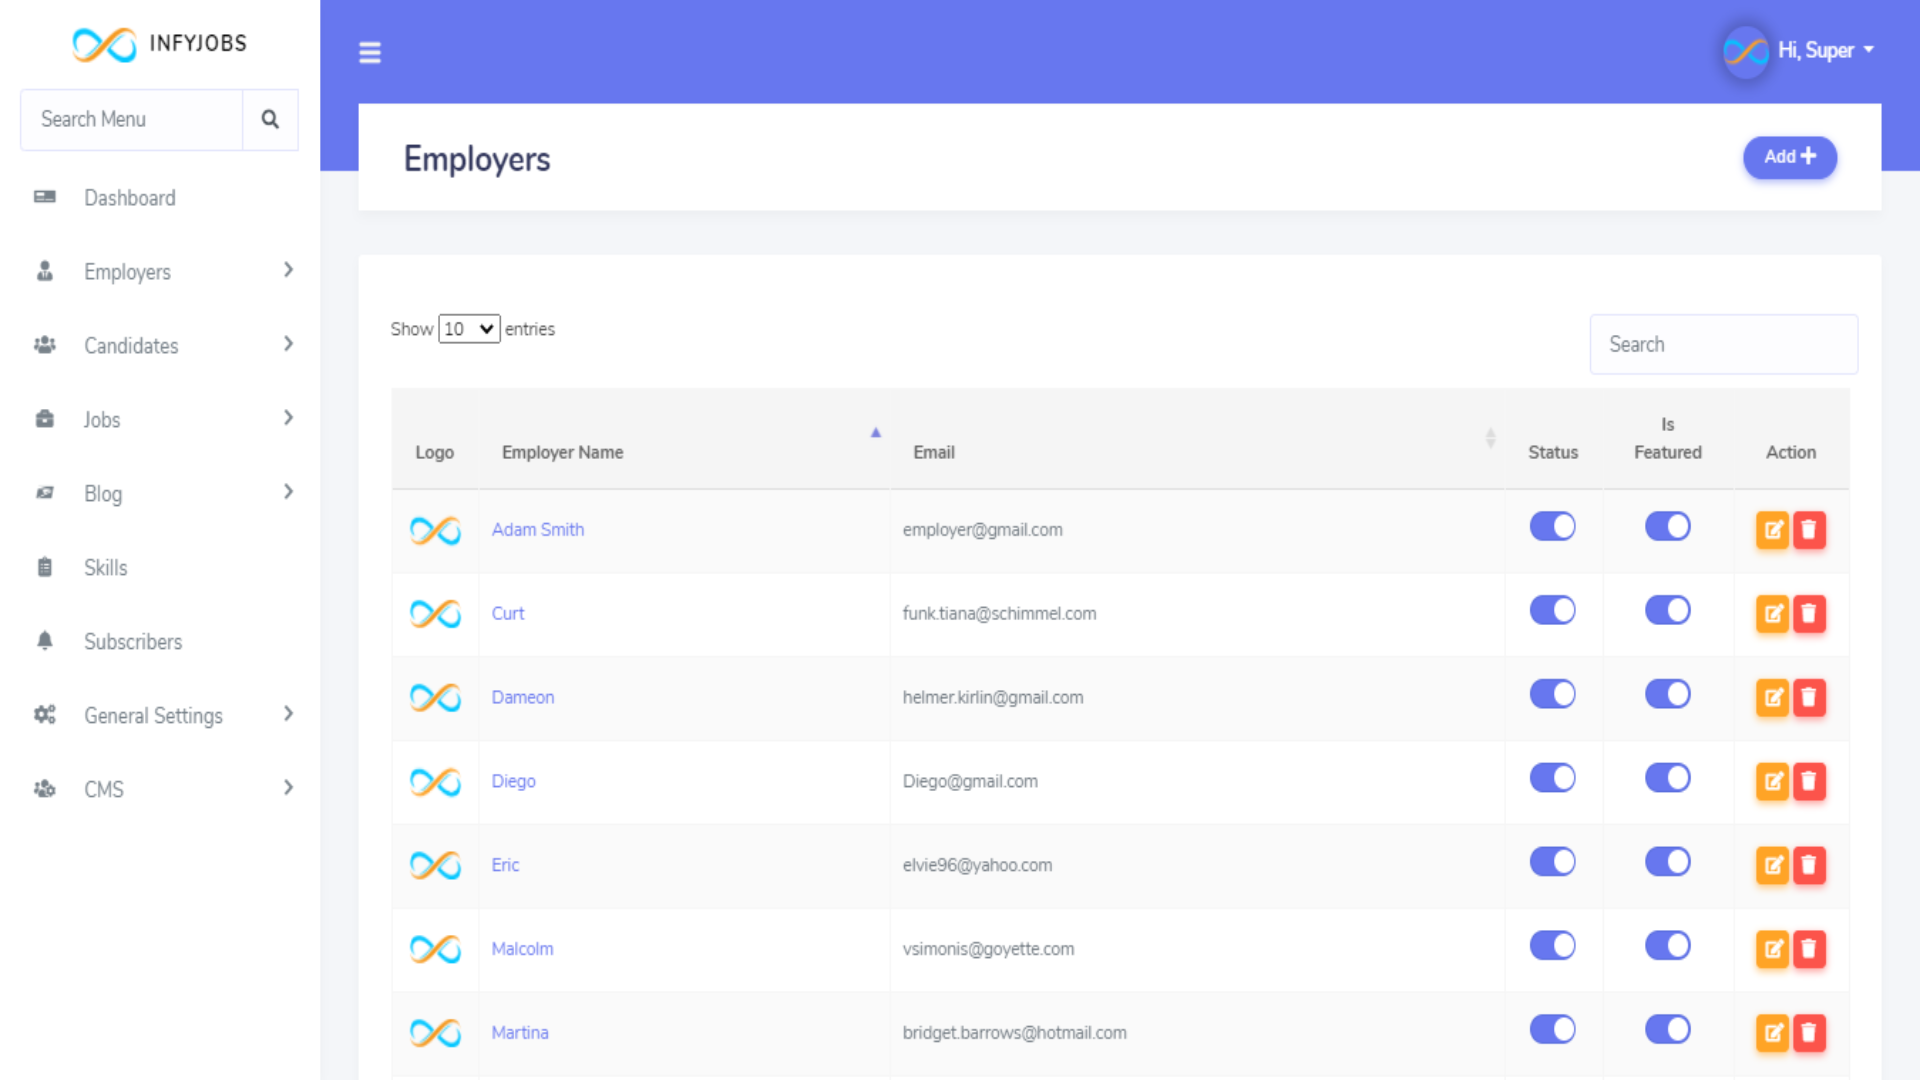 INFYJOBS
Search Menu
Dashboard
Employers
Candidates
Jobs
Blog
Skills
Subscribers
General Settings
CMS
Hi, Super
Employers
Add
Show 10 entries
Search
Logo Employer Name Email Status Is Featured Action
Adam Smith employer@gmail.com
Curt funk.tiana@schimmel.com
Dameon helmer.kirlin@gmail.com
Diego Diego@gmail.com
Eric elvie96@yahoo.com
Malcolm vsimonis@goyette.com
Martina bridget.barrows@hotmail.com